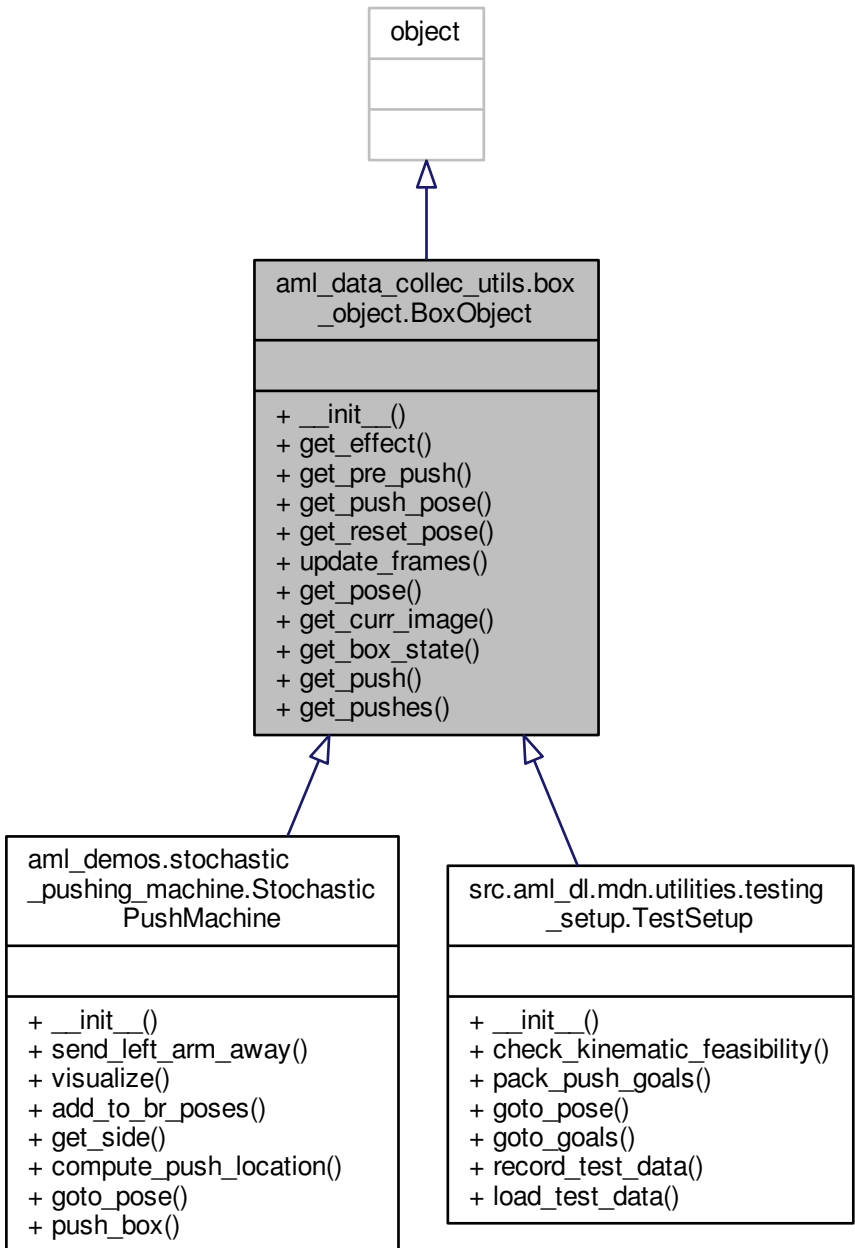 object
aml_data_collec_utils.box
_object.BoxObject
+ __init__()
+ get_effect()
+ get_pre_push()
+ get_push_pose()
+ get_reset_pose()
+ update_frames()
+ get_pose()
+ get_curr_image()
+ get_box_state()
+ get_push()
+ get_pushes()
aml_demos.stochastic
_pushing_machine.Stochastic
PushMachine
+ __init__()
+ send_left_arm_away()
+ visualize()
+ add_to_br_poses()
+ get_side()
+ compute_push_location()
+ goto_pose()
+ push_box()
src.aml_dl.mdn.utilities.testing
_setup.TestSetup
+ __init__()
+ check_kinematic_feasibility()
+ pack_push_goals()
+ goto_pose()
+ goto_goals()
+ record_test_data()
+ load_test_data()